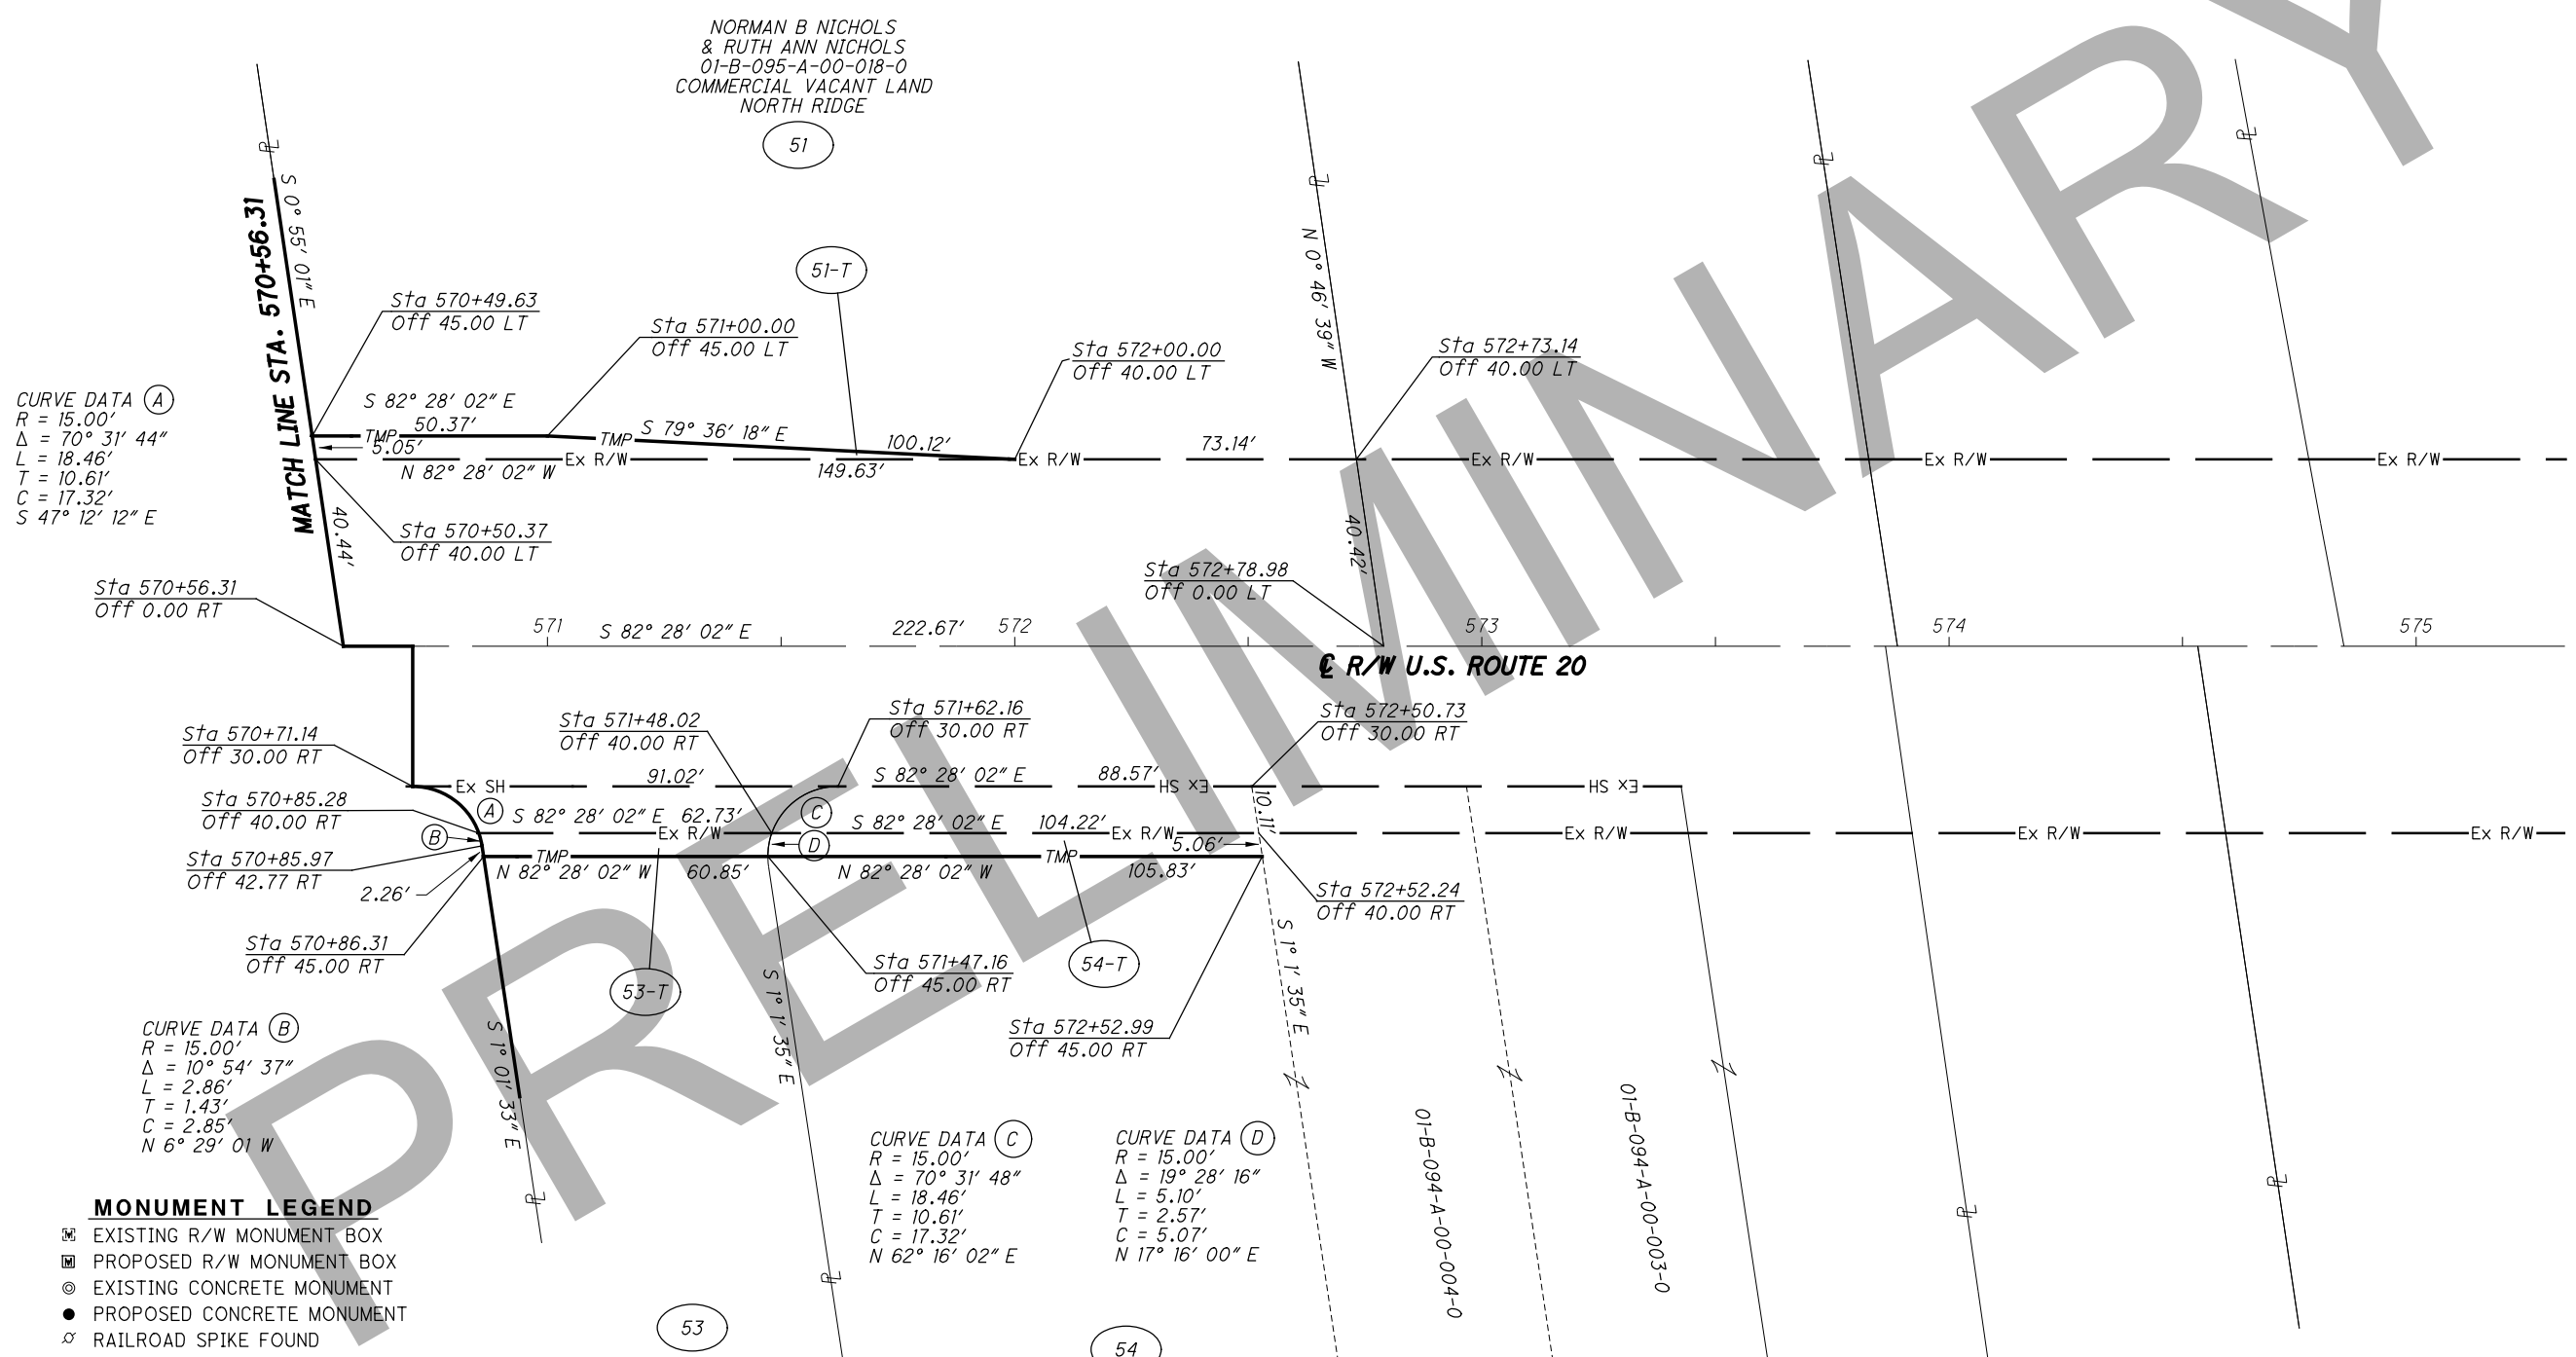 NORMAN B NICHOLS
& RUTH ANN NICHOLS
01-B-095-A-00-018-0
COMMERCIAL VACANT LAND
NORTH RIDGE
51
S 0° 55' 01" E
MATCH LINE STA. 570+56.31
51-T
N 0° 46' 39" W
Sta 570+49.63
Off 45.00 LT
Sta 571+00.00
Off 45.00 LT
Sta 572+00.00
Off 40.00 LT
Sta 572+73.14
Off 40.00 LT
CURVE DATA A
R = 15.00'
Δ = 70° 31' 44"
L = 18.46'
T = 10.61'
C = 17.32'
S 47° 12' 12" E
S 82° 28' 02" E
50.37'
TMP
5.05'
TMP
S 79° 36' 18" E
100.12'
73.14'
Ex R/W
Ex R/W
Ex R/W
Ex R/W
Ex R/W
N 82° 28' 02" W
149.63'
40.44'
Sta 570+50.37
Off 40.00 LT
40.42'
Sta 570+56.31
Off 0.00 RT
Sta 572+78.98
Off 0.00 LT
571
S 82° 28' 02" E
222.67'
572
573
574
575
℄ R/W U.S. ROUTE 20
Sta 570+71.14
Off 30.00 RT
Sta 571+48.02
Off 40.00 RT
Sta 571+62.16
Off 30.00 RT
Sta 572+50.73
Off 30.00 RT
Ex SH
91.02'
S 82° 28' 02" E
88.57'
Ex SH
Ex SH
Sta 570+85.28
Off 40.00 RT
A
S 82° 28' 02" E
62.73'
C
10.11'
B
Ex R/W
D
S 82° 28' 02" E
104.22'
Ex R/W
5.06'
Ex R/W
Ex R/W
Ex R/W
Sta 570+85.97
Off 42.77 RT
TMP
TMP
N 82° 28' 02" W
60.85'
N 82° 28' 02" W
105.83'
2.26'
Sta 572+52.24
Off 40.00 RT
Sta 570+86.31
Off 45.00 RT
53-T
Sta 571+47.16
Off 45.00 RT
54-T
S 1° 1' 35" E
S 1° 1' 35" E
S 1° 01' 33" E
Sta 572+52.99
Off 45.00 RT
CURVE DATA B
R = 15.00'
Δ = 10° 54' 37"
L = 2.86'
T = 1.43'
C = 2.85'
N 6° 29' 01 W
CURVE DATA C
R = 15.00'
Δ = 70° 31' 48"
L = 18.46'
T = 10.61'
C = 17.32'
N 62° 16' 02" E
CURVE DATA D
R = 15.00'
Δ = 19° 28' 16"
L = 5.10'
T = 2.57'
C = 5.07'
N 17° 16' 00" E
01-B-094-A-00-004-0
01-B-094-A-00-003-0
MONUMENT LEGEND
EXISTING R/W MONUMENT BOX
PROPOSED R/W MONUMENT BOX
EXISTING CONCRETE MONUMENT
PROPOSED CONCRETE MONUMENT
RAILROAD SPIKE FOUND
53
54
PRELIMINARY